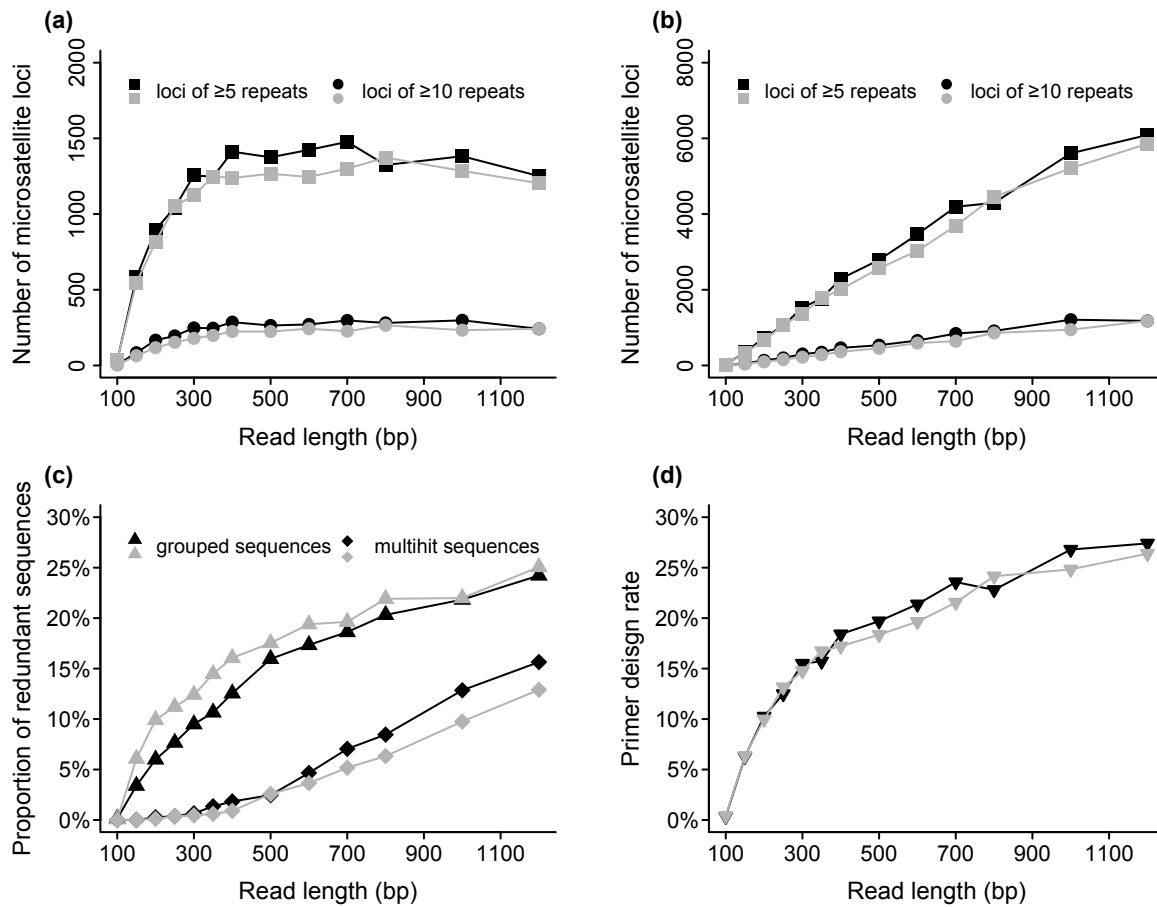 (a)
Number of microsatellite loci
2000
1500
1000
500
0
loci of ≥5 repeats loci of ≥10 repeats
100 300 500 700 900 1100
Read length (bp)
(b)
Number of microsatellite loci
8000
6000
4000
2000
0
loci of ≥5 repeats loci of ≥10 repeats
100 300 500 700 900 1100
Read length (bp)
(c)
Proportion of redundant sequences
30%
25%
20%
15%
10%
5%
0%
grouped sequences multihit sequences
100 300 500 700 900 1100
Read length (bp)
(d)
Primer deisgn rate
30%
25%
20%
15%
10%
5%
0%
100 300 500 700 900 1100
Read length (bp)